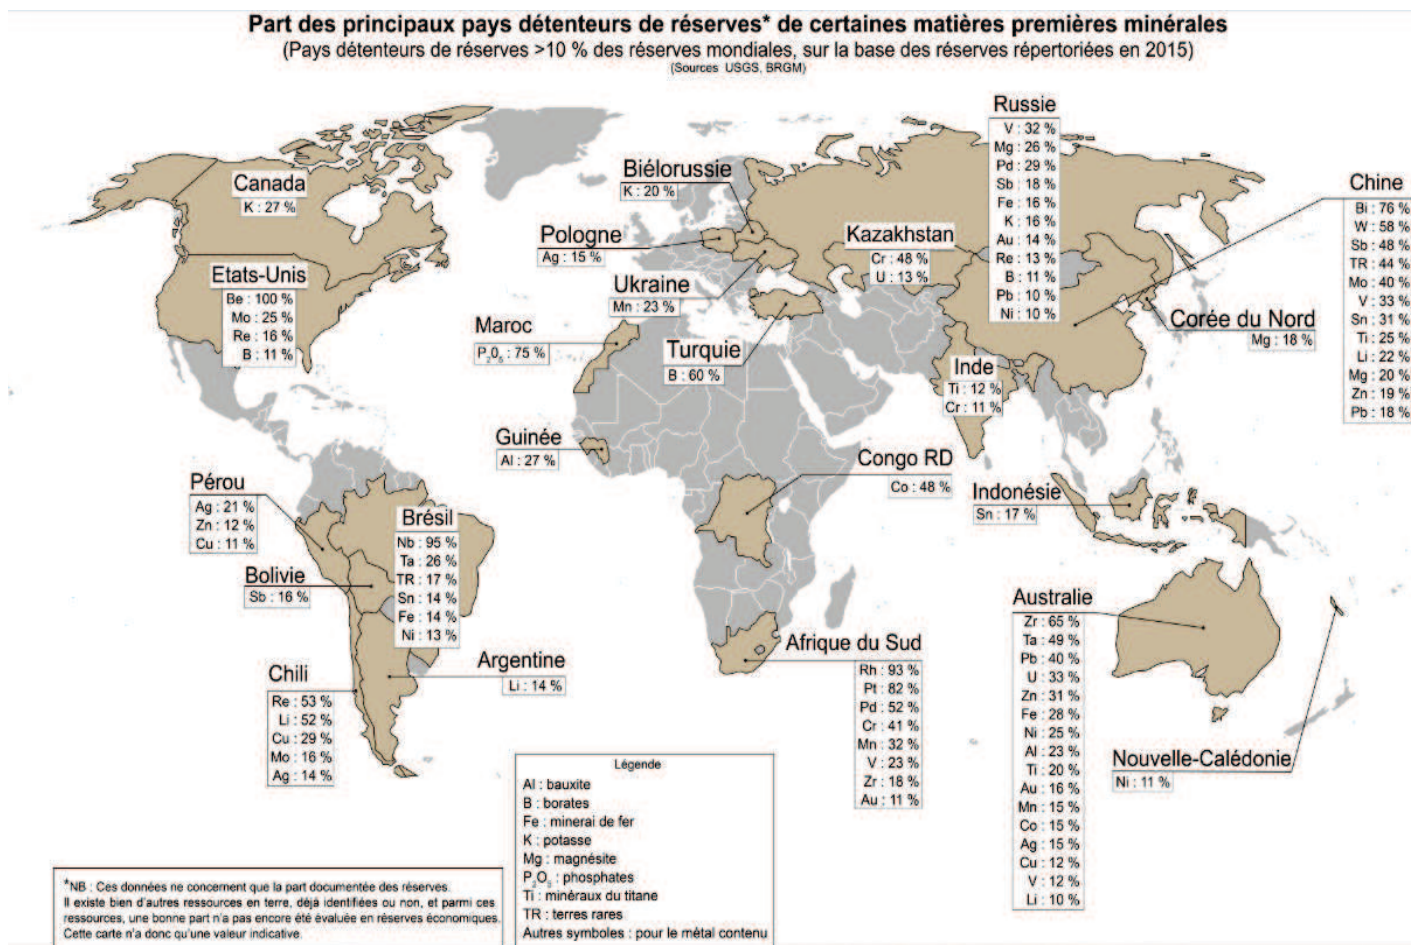 Part des principaux pays détenteurs de réserves* de certaines matières premières minérales
(Pays détenteurs de réserves >10 % des réserves mondiales, sur la base des réserves répertoriées en 2015)
(Sources USGS, BRGM)
Canada
K : 27 %
Etats-Unis
Be : 100 %
Mo : 25 %
Re : 16 %
B : 11 %
Biélorussie
K : 20 %
Pologne
Ag : 15 %
Ukraine
Mn : 23 %
Maroc
P2O5 : 75 %
Turquie
B : 60 %
Kazakhstan
Cr : 48 %
U : 13 %
Russie
V : 32 %
Mg : 26 %
Pd : 29 %
Sb : 18 %
Fe : 16 %
K : 16 %
Au : 14 %
Re : 13 %
B : 11 %
Pb : 10 %
Ni : 10 %
Chine
Bi : 76 %
W : 58 %
Sb : 48 %
TR : 44 %
Mo : 40 %
V : 33 %
Sn : 31 %
Ti : 25 %
Li : 22 %
Mg : 20 %
Zn : 19 %
Pb : 18 %
Corée du Nord
Mg : 18 %
Inde
Ti : 12 %
Cr : 11 %
Guinée
Al : 27 %
Congo RD
Co : 48 %
Indonésie
Sn : 17 %
Pérou
Ag : 21 %
Zn : 12 %
Cu : 11 %
Brésil
Nb : 95 %
Ta : 26 %
TR : 17 %
Sn : 14 %
Fe : 14 %
Ni : 13 %
Bolivie
Sb : 16 %
Chili
Re : 53 %
Li : 52 %
Cu : 29 %
Mo : 16 %
Ag : 14 %
Argentine
Li : 14 %
Afrique du Sud
Rh : 93 %
Pt : 82 %
Pd : 52 %
Cr : 41 %
Mn : 32 %
V : 23 %
Zr : 18 %
Au : 11 %
Australie
Zr : 65 %
Ta : 49 %
Pb : 40 %
U : 33 %
Zn : 31 %
Fe : 28 %
Ni : 25 %
Al : 23 %
Ti : 20 %
Au : 16 %
Mn : 15 %
Co : 15 %
Ag : 15 %
Cu : 12 %
V : 12 %
Li : 10 %
Nouvelle-Calédonie
Ni : 11 %
Légende
Al : bauxite
B : borates
Fe : minerai de fer
K : potasse
Mg : magnésite
P2O5 : phosphates
Ti : minéraux du titane
TR : terres rares
Autres symboles : pour le métal contenu
*NB : Ces données ne concernent que la part documentée des réserves.
Il existe bien d'autres ressources en terre, déjà identifiées ou non, et parmi ces
ressources, une bonne part n'a pas encore été évaluée en réserves économiques.
Cette carte n'a donc qu'une valeur indicative.